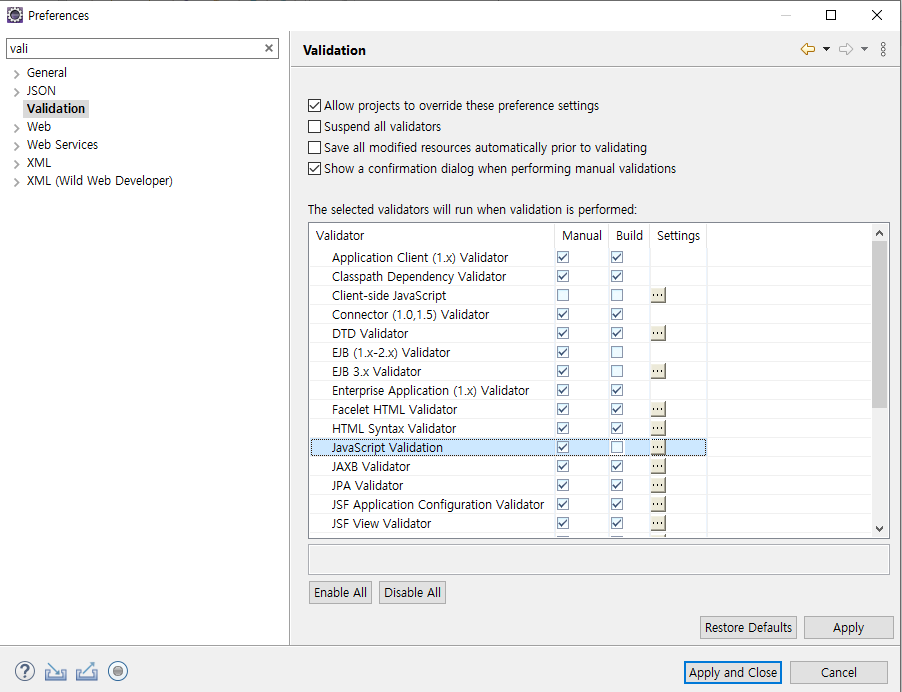 Preferences
vali
Validation
General
JSON
Validation
Web
Web Services
XML
XML (Wild Web Developer)
Allow projects to override these preference settings
Suspend all validators
Save all modified resources automatically prior to validating
Show a confirmation dialog when performing manual validations
The selected validators will run when validation is performed:
Validator Manual Build Settings
Application Client (1.x) Validator
Classpath Dependency Validator
Client-side JavaScript ...
Connector (1.0,1.5) Validator
DTD Validator ...
EJB (1.x-2.x) Validator
EJB 3.x Validator ...
Enterprise Application (1.x) Validator
Facelet HTML Validator ...
HTML Syntax Validator ...
JavaScript Validation ...
JAXB Validator ...
JPA Validator ...
JSF Application Configuration Validator ...
JSF View Validator ...
Enable All Disable All
Restore Defaults Apply
? Apply and Close Cancel